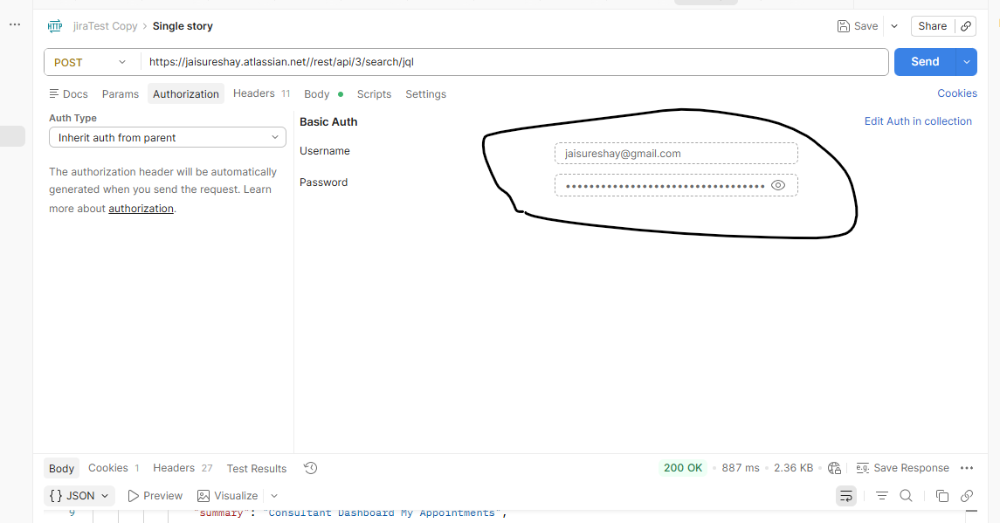 HTTP jiraTest Copy > Single story Save Share
POST https://jaisureshay.atlassian.net//rest/api/3/search/jql Send
Docs Params Authorization Headers 11 Body Scripts Settings Cookies
Auth Type
Inherit auth from parent
The authorization header will be automatically
generated when you send the request. Learn
more about authorization.
Basic Auth Edit Auth in collection
Username jaisureshay@gmail.com
Password ••••••••••••••••••••••••••••••••••
Body Cookies 1 Headers 27 Test Results 200 OK • 887 ms • 2.36 KB • e.g. Save Response
{} JSON Preview Visualize
9 "summary": "Consultant Dashboard My Appointments",